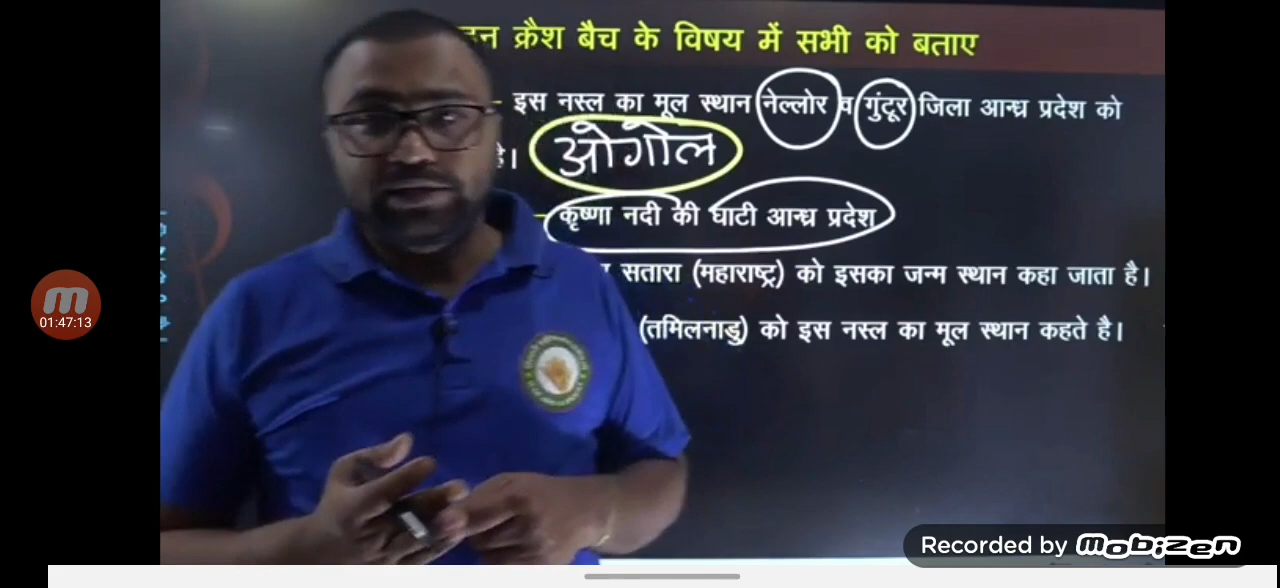 क्रैश बैच के विषय में सभी को बताए
– इस नस्ल का मूल स्थान नेल्लोर व गुंटूर जिला आन्ध्र प्रदेश को
है। ओगोल
– कृष्णा नदी की घाटी आन्ध्र प्रदेश
सतारा (महाराष्ट्र) को इसका जन्म स्थान कहा जाता है।
(तमिलनाडु) को इस नस्ल का मूल स्थान कहते है।
01:47:13
Recorded by Mobizen